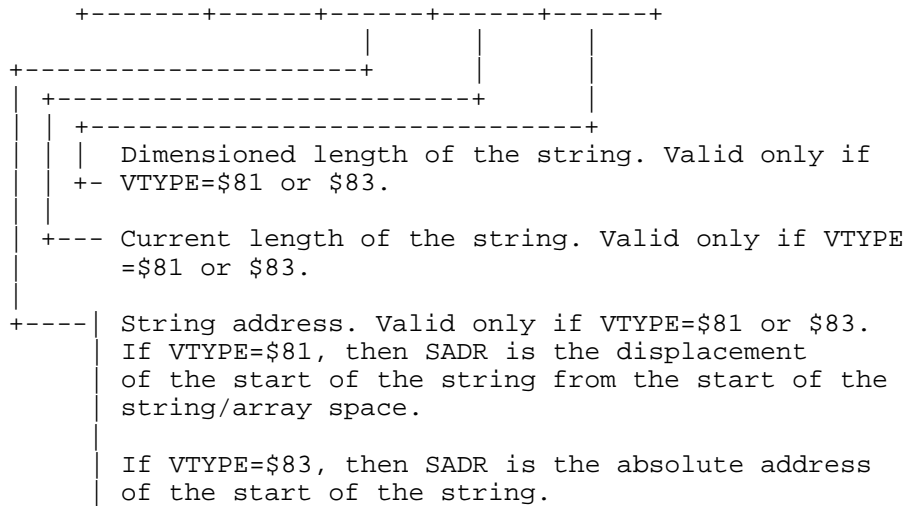 Dimensioned length of the string. Valid only if
VTYPE=$81 or $83.
Current length of the string. Valid only if VTYPE
=$81 or $83.
String address. Valid only if VTYPE=$81 or $83.
If VTYPE=$81, then SADR is the displacement
of the start of the string from the start of the
string/array space.
If VTYPE=$83, then SADR is the absolute address
of the start of the string.